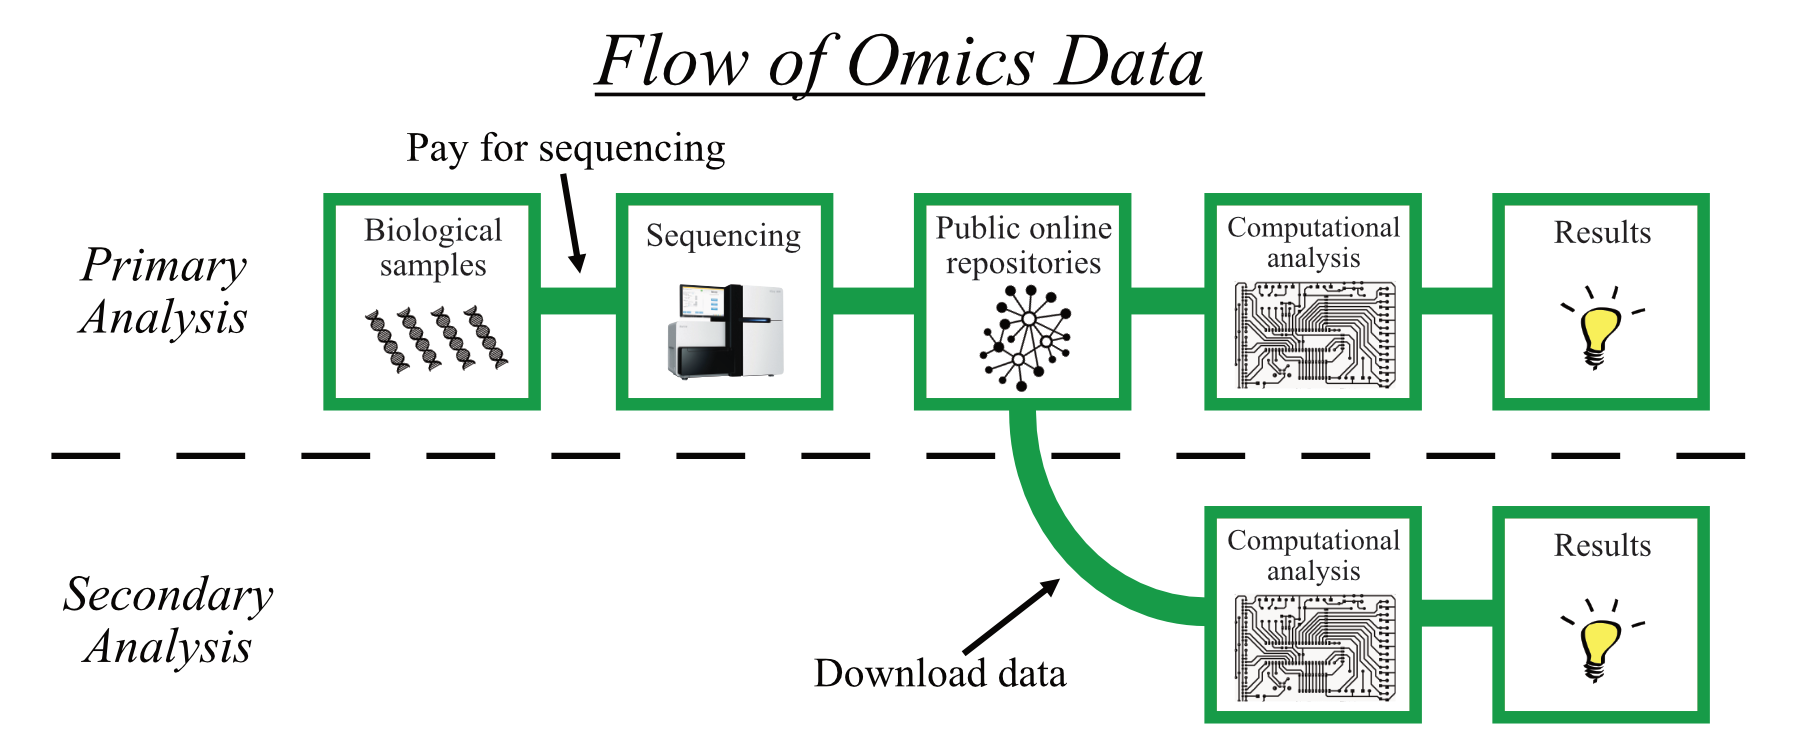 Flow of Omics Data
Pay for sequencing
Primary
Analysis
Biological
samples
Sequencing
Public online
repositories
Computational
analysis
Results
Secondary
Analysis
Download data
Computational
analysis
Results